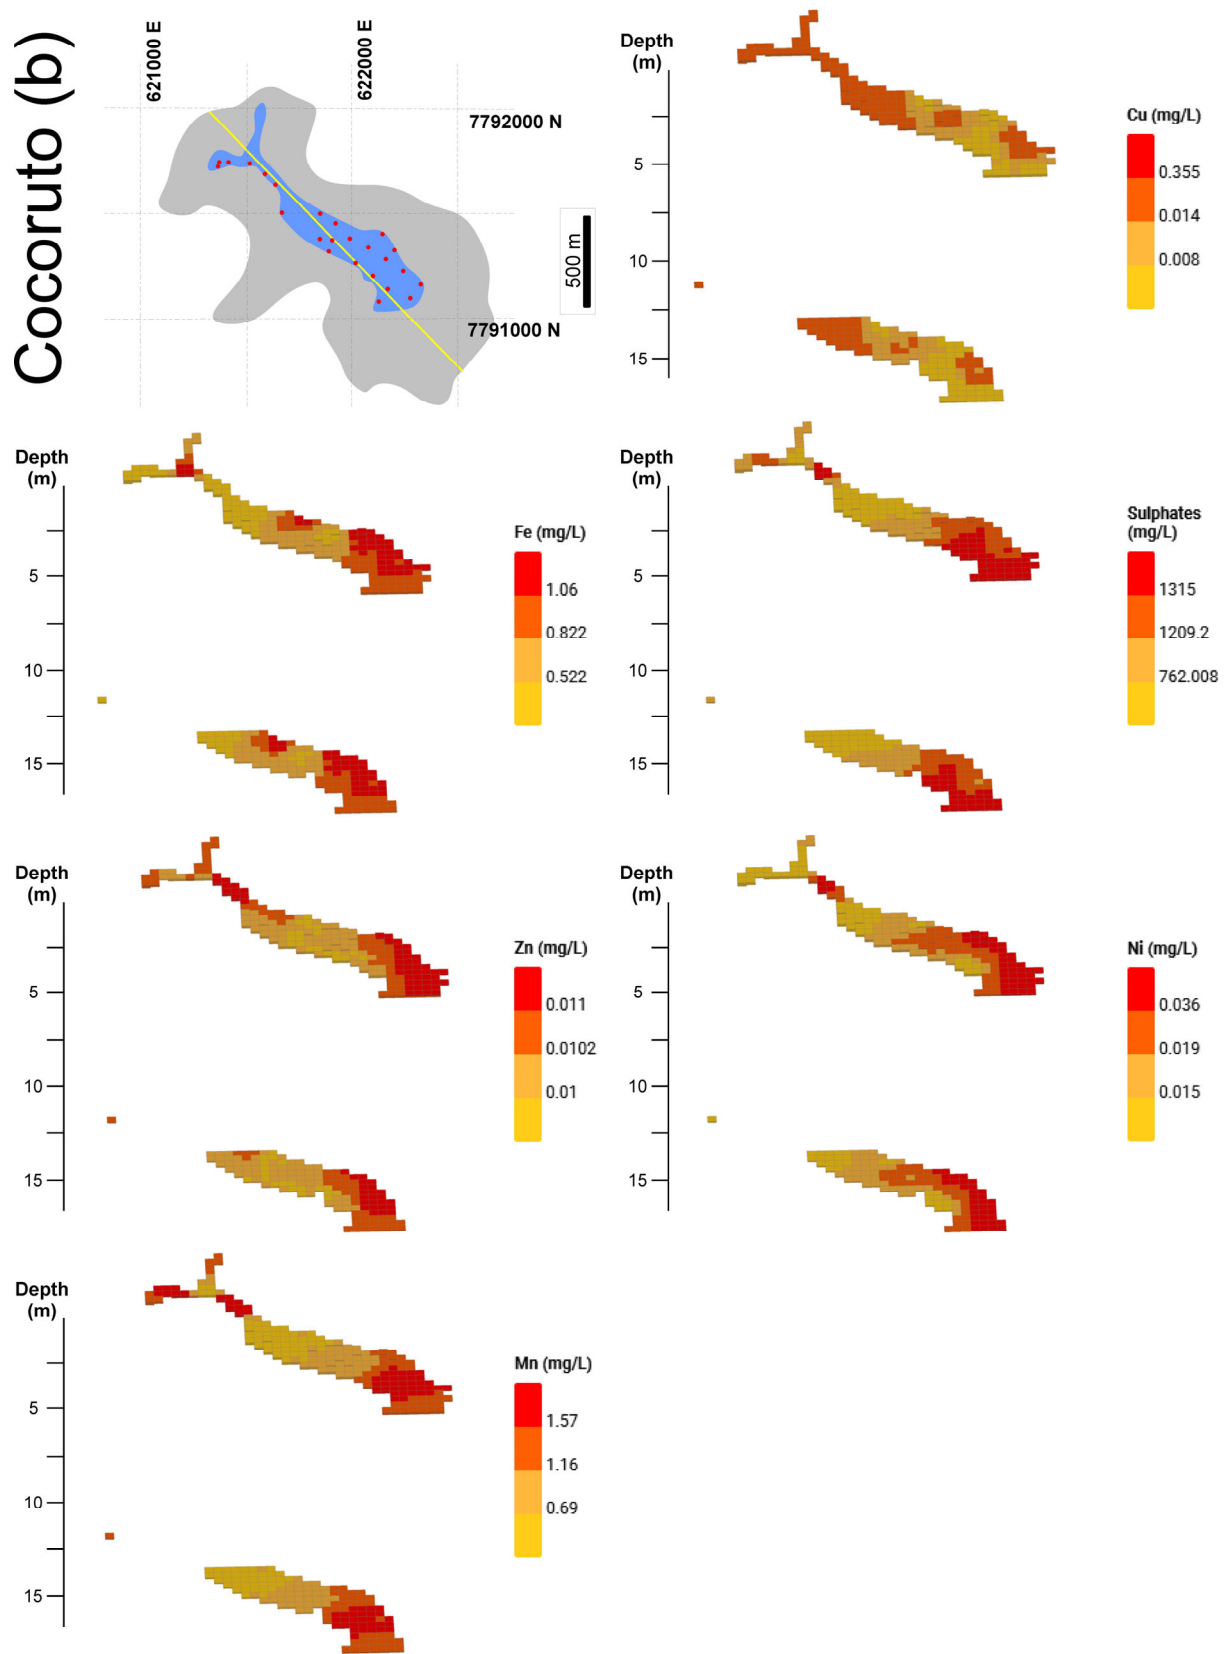 Cocoruto (b)
621000 E
622000 E
7792000 N
7791000 N
500 m
Depth
(m)
5
10
15
Cu (mg/L)
0.355
0.014
0.008
Depth
(m)
5
10
15
Fe (mg/L)
1.06
0.822
0.522
Depth
(m)
5
10
15
Sulphates
(mg/L)
1315
1209.2
762.008
Depth
(m)
5
10
15
Zn (mg/L)
0.011
0.0102
0.01
Depth
(m)
5
10
15
Ni (mg/L)
0.036
0.019
0.015
Depth
(m)
5
10
15
Mn (mg/L)
1.57
1.16
0.69